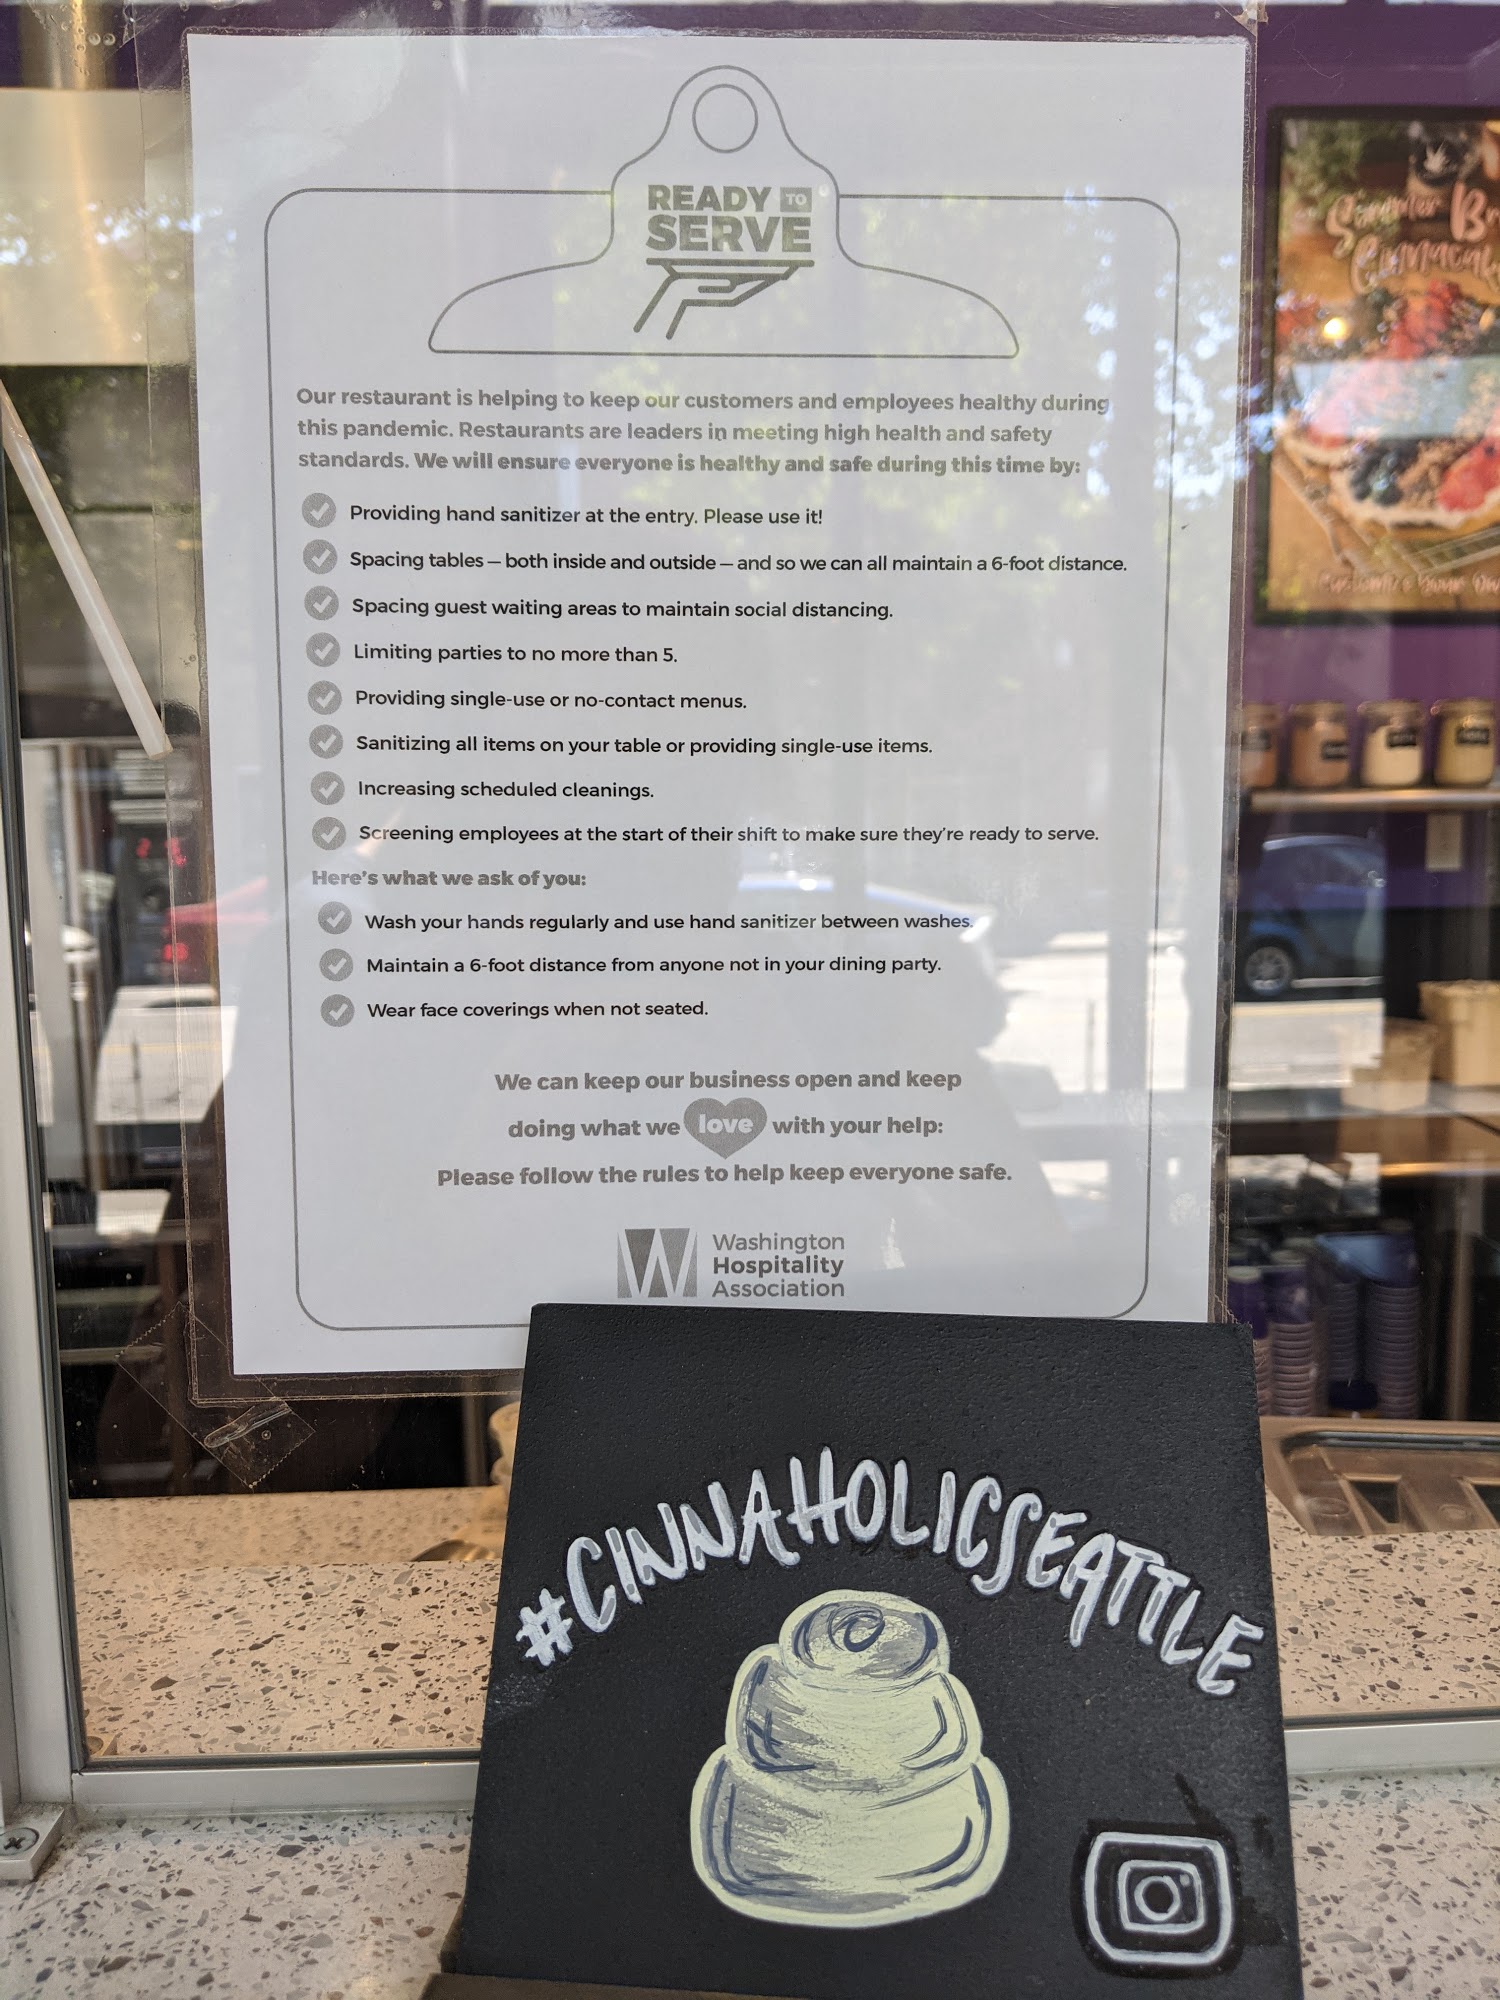 READY TO
SERVE
Our restaurant is helping to keep our customers and employees healthy during
this pandemic. Restaurants are leaders in meeting high health and safety
standards. We will ensure everyone is healthy and safe during this time by:
Providing hand sanitizer at the entry. Please use it!
Spacing tables — both inside and outside — and so we can all maintain a 6-foot distance.
Spacing guest waiting areas to maintain social distancing.
Limiting parties to no more than 5.
Providing single-use or no-contact menus.
Sanitizing all items on your table or providing single-use items.
Increasing scheduled cleanings.
Screening employees at the start of their shift to make sure they're ready to serve.
Here's what we ask of you:
Wash your hands regularly and use hand sanitizer between washes.
Maintain a 6-foot distance from anyone not in your dining party.
Wear face coverings when not seated.
We can keep our business open and keep
doing what we love with your help:
Please follow the rules to help keep everyone safe.
W Washington
Hospitality
Association
#CINNAHOLICSEATTLE
Summer